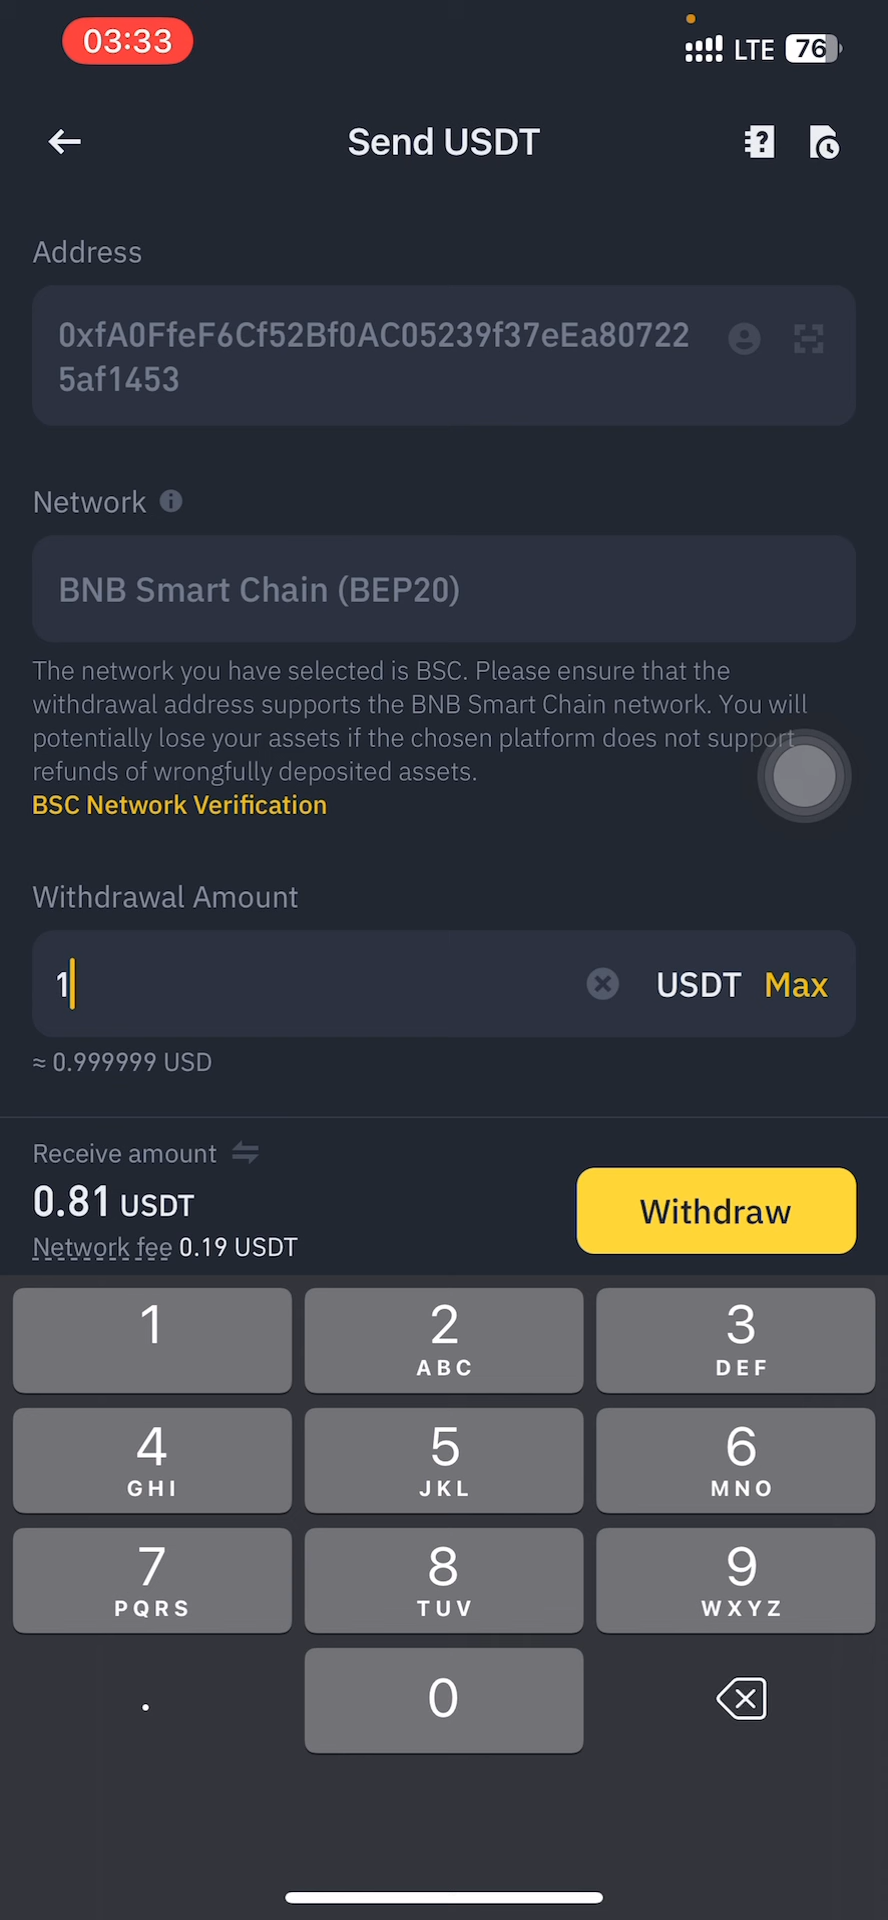 03:33 LTE 76
Send USDT
Address
0xfA0FfeF6Cf52Bf0AC05239f37eEa80722
5af1453
Network
BNB Smart Chain (BEP20)
The network you have selected is BSC. Please ensure that the
withdrawal address supports the BNB Smart Chain network. You will
potentially lose your assets if the chosen platform does not support
refunds of wrongfully deposited assets.
BSC Network Verification
Withdrawal Amount
1 USDT Max
≈ 0.999999 USD
Receive amount
0.81 USDT
Withdraw
Network fee 0.19 USDT
1 2 3
ABC DEF
4 5 6
GHI JKL MNO
7 8 9
PQRS TUV WXYZ
. 0